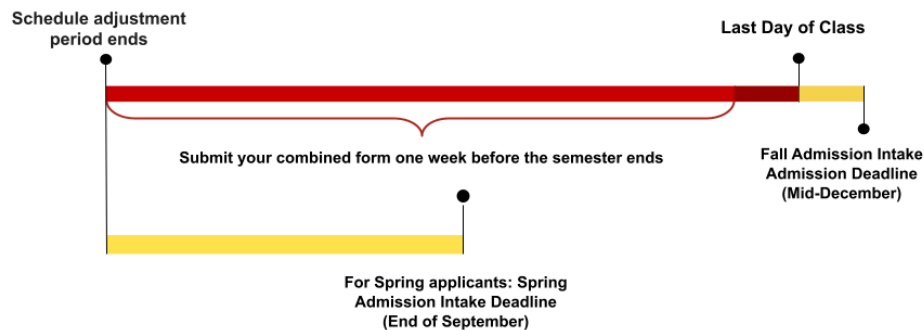 Schedule adjustment
period ends
Last Day of Class
Submit your combined form one week before the semester ends
Fall Admission Intake
Admission Deadline
(Mid-December)
For Spring applicants: Spring
Admission Intake Deadline
(End of September)